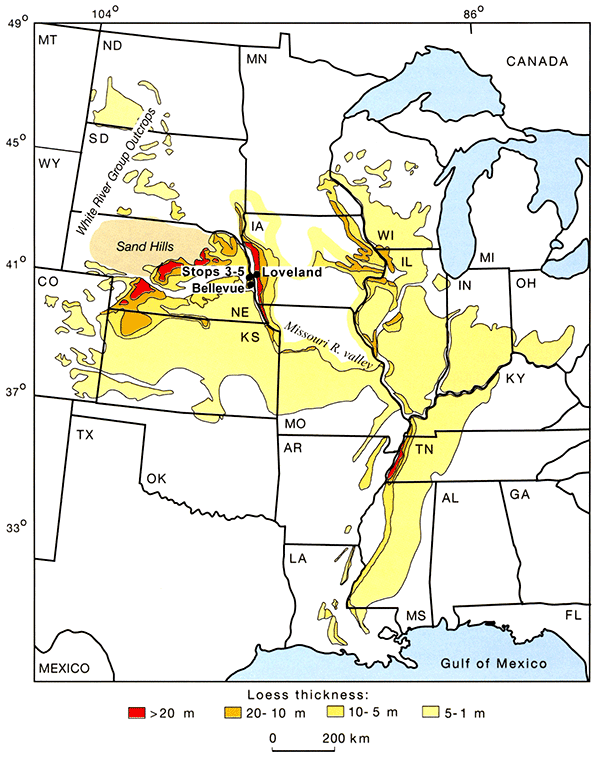 104° 86°
49°
MT
ND
MN
CANADA
45°
SD
White River Group Outcrops
WY
IA
WI
Sand Hills
MI
41°
IL
Stops 3-5 Loveland
CO
IN
OH
Bellevue
NE
Missouri R. valley
KS
KY
37°
MO
TX
AR
TN
OK
AL
GA
33°
LA
MS
FL
MEXICO
Gulf of Mexico
Loess thickness:
>20 m 20-10 m 10-5 m 5-1 m
0 200 km